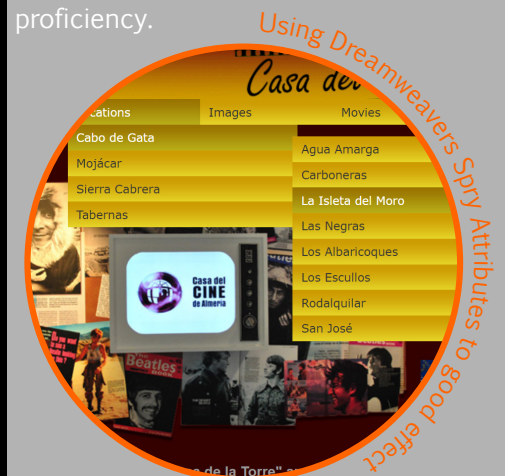 proficiency.
Using Dreamweavers Spry Attributes to good effect
Casa del
cations
Images
Movies
Cabo de Gata
Mojácar
Sierra Cabrera
Tabernas
Agua Amarga
Carboneras
La Isleta del Moro
Las Negras
Los Albaricoques
Los Escullos
Rodalquilar
San José
Casa del
CINE
de Almería
the
Beatles
de la Torre"